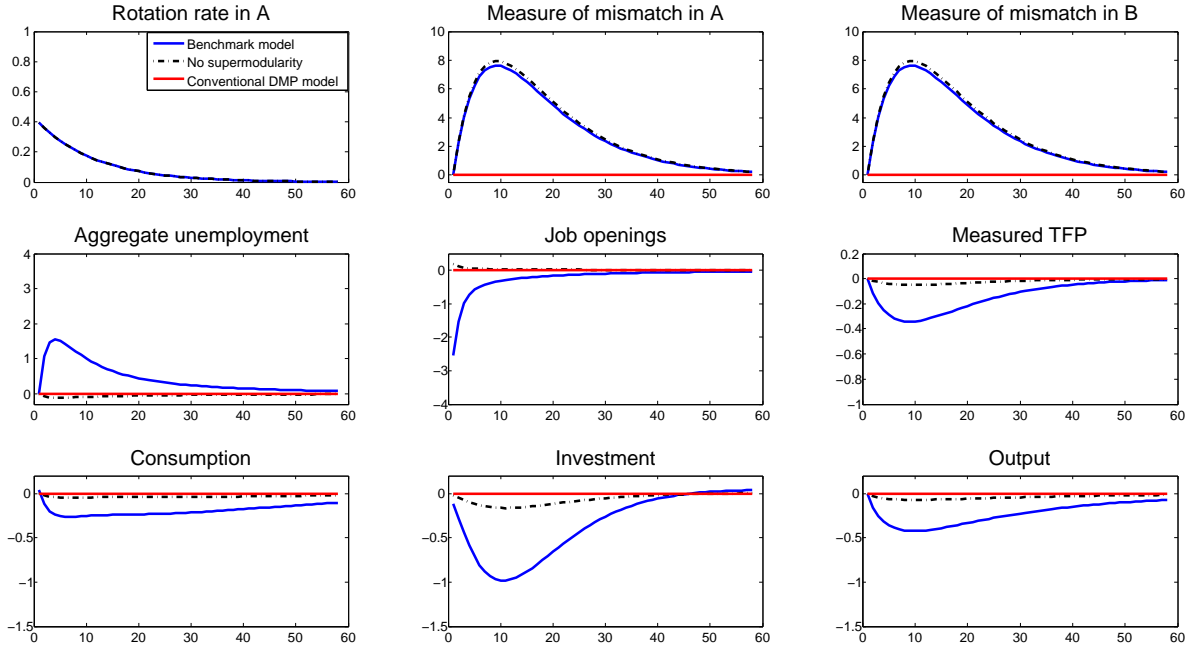 Rotation rate in A
1
0.8
0.6
0.4
0.2
0
0 10 20 30 40 50 60
Benchmark model
No supermodularity
Conventional DMP model
Measure of mismatch in A
10
8
6
4
2
0
0 10 20 30 40 50 60
Measure of mismatch in B
10
8
6
4
2
0
0 10 20 30 40 50 60
Aggregate unemployment
4
3
2
1
0
0 10 20 30 40 50 60
Job openings
0
−1
−2
−3
−4
0 10 20 30 40 50 60
Measured TFP
0.2
0
−0.2
−0.4
−0.6
−0.8
−1
0 10 20 30 40 50 60
Consumption
0
−0.5
−1
−1.5
0 10 20 30 40 50 60
Investment
0
−0.5
−1
−1.5
0 10 20 30 40 50 60
Output
0
−0.5
−1
−1.5
0 10 20 30 40 50 60